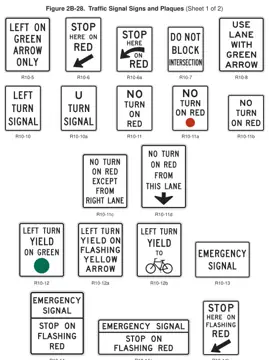 Figure 2B-28. Traffic Signal Signs and Plaques (Sheet 1 of 2)
LEFT ON
GREEN
ARROW
ONLY
R10-5
STOP
HERE ON
RED
R10-6
STOP
HERE
ON
RED
R10-6a
DO NOT
BLOCK
INTERSECTION
R10-7
USE
LANE
WITH
GREEN
ARROW
R10-8
LEFT
TURN
SIGNAL
R10-10
U
TURN
SIGNAL
R10-10a
NO
TURN
ON
RED
R10-11
NO
TURN
ON
RED
R10-11a
NO
TURN
ON RED
R10-11b
NO TURN
ON RED
EXCEPT
FROM
RIGHT LANE
R10-11c
NO TURN
ON RED
FROM
THIS LANE
R10-11d
LEFT TURN
YIELD
ON GREEN
R10-12
LEFT TURN
YIELD ON
FLASHING
YELLOW
ARROW
R10-12a
LEFT TURN
YIELD
TO
R10-12b
EMERGENCY
SIGNAL
R10-13
EMERGENCY
SIGNAL
STOP ON
FLASHING RED
EMERGENCY SIGNAL
STOP ON FLASHING RED
STOP
HERE ON
FLASHING
RED